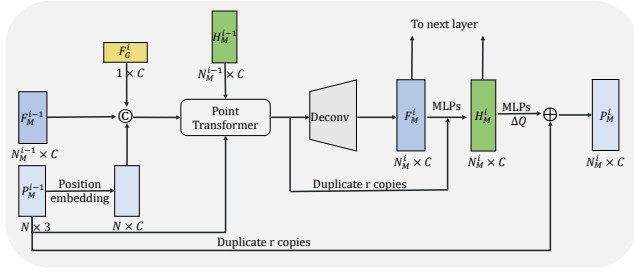 To next layer
F_G^i
1 × C
H_M^{i-1}
N_M^{i-1} × C
F_M^{i-1}
N_M^{i-1} × C
©
Point
Transformer
Deconv
F_M^i
N_M^i × C
MLPs
H_M^i
N_M^i × C
MLPs
ΔQ
⊕
P_M^i
N_M^i × C
P_M^{i-1}
N × 3
Position
embedding
N × C
Duplicate r copies
Duplicate r copies